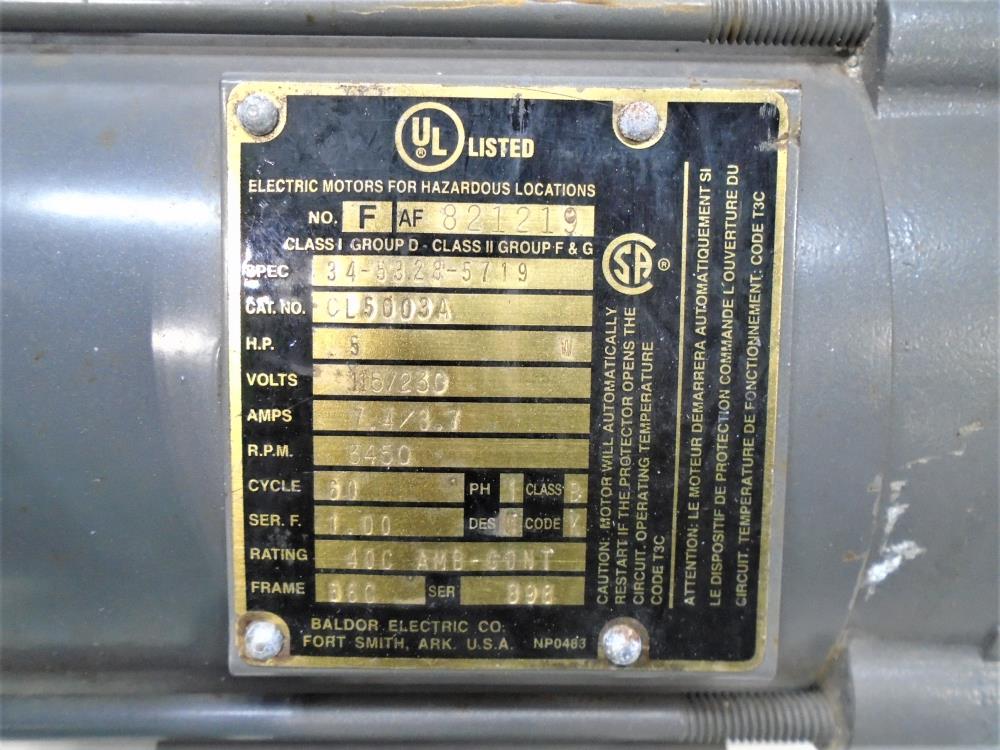 UL ® LISTED
ELECTRIC MOTORS FOR HAZARDOUS LOCATIONS
NO. F AF 821219
CLASS I GROUP D - CLASS II GROUP F & G
SPEC 34-5328-5719
CAT. NO. CL5003A
H.P. .5 W
VOLTS 115/230
AMPS 7.4/3.7
R.P.M. 3450
CYCLE 60 PH 1 CLASS B
SER. F. 1.00 DES CODE
RATING 40C AMB-CONT
FRAME SER 898
BALDOR ELECTRIC CO.
FORT SMITH, ARK. U.S.A. NP0483
SA ®
CAUTION: MOTOR WILL AUTOMATICALLY
RESTART IF THE PROTECTOR OPENS THE
CIRCUIT. OPERATING TEMPERATURE
CODE T3C
ATTENTION: LE MOTEUR DEMARRERA AUTOMATIQUEMENT SI
LE DISPOSITIF DE PROTECTION COMMANDE L'OUVERTURE DU
CIRCUIT. TEMPERATURE DE FONCTIONNEMENT: CODE T3C